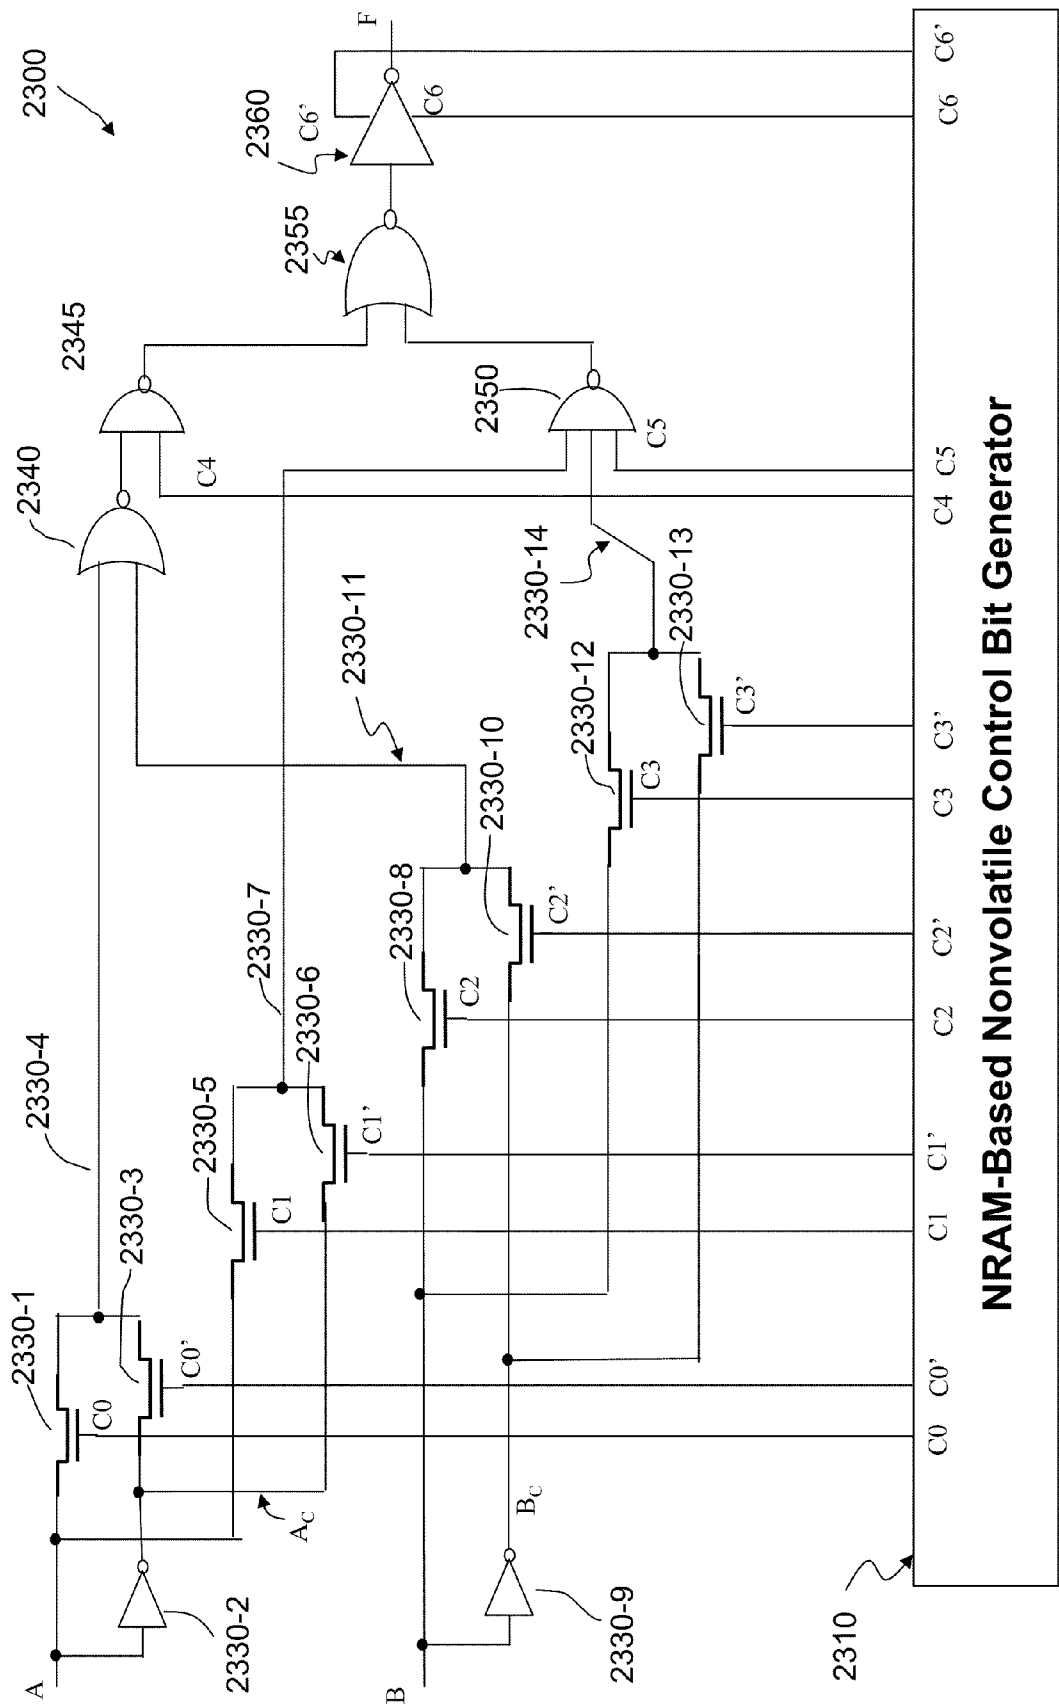 2300
F
C6'
C6
2360
2355
2345
2340
C4
2350
C5
2330-14
2330-11
2330-13
2330-12
C3
C3'
2330-10
2330-8
C2
C2'
2330-7
2330-6
2330-5
C1
C1'
2330-4
2330-3
2330-1
C0
C0'
AC
BC
2330-2
2330-9
A
B
2310
C0
C0'
C1
C1'
C2
C2'
C3
C3'
C4
C5
C6
C6'
NRAM-Based Nonvolatile Control Bit Generator